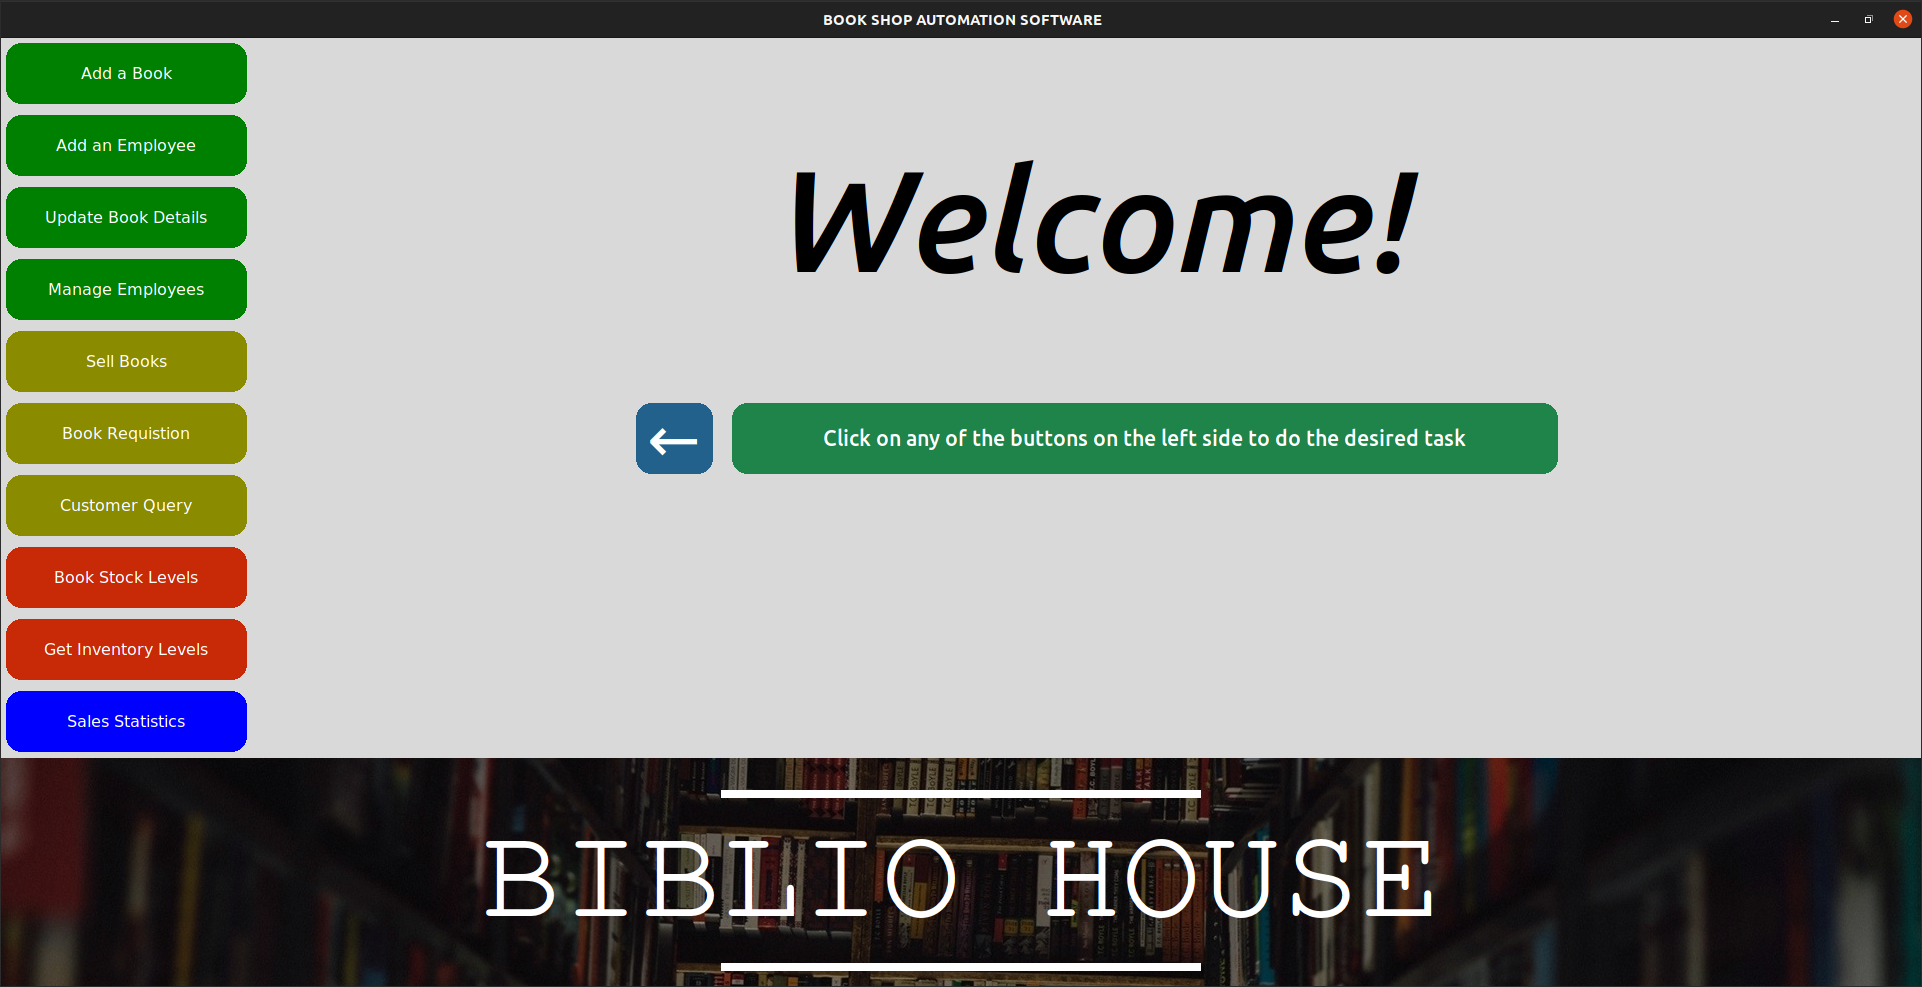 BOOK SHOP AUTOMATION SOFTWARE
Add a Book
Add an Employee
Update Book Details
Manage Employees
Sell Books
Book Requistion
Customer Query
Book Stock Levels
Get Inventory Levels
Sales Statistics
Welcome!
←
Click on any of the buttons on the left side to do the desired task
BIBLIO HOUSE